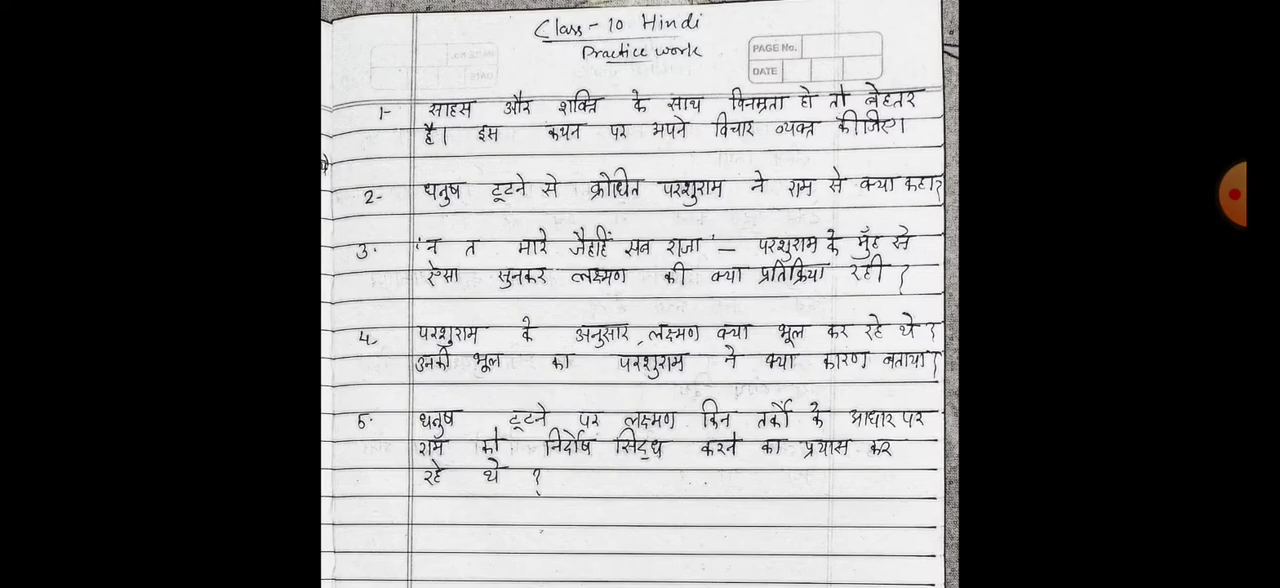 Class - 10 Hindi
Practice work
PAGE No.
DATE
1- साहस और शक्ति के साथ विनम्रता हो तो बेहतर
है। इस कथन पर अपने विचार व्यक्त कीजिए।
2- धनुष टूटने से क्रोधित परशुराम ने राम से क्या कहा?
3. 'न त मारे जैहहिं सब राजा' – परशुराम के मुँह से
ऐसा सुनकर लक्ष्मण की क्या प्रतिक्रिया रही ?
4. परशुराम के अनुसार, लक्ष्मण क्या भूल कर रहे थे ?
उनकी भूल का परशुराम ने क्या कारण बताया?
5. धनुष टूटने पर लक्ष्मण किन तर्कों के आधार पर
राम को निर्दोष सिद्ध करने का प्रयास कर
रहे थे ?